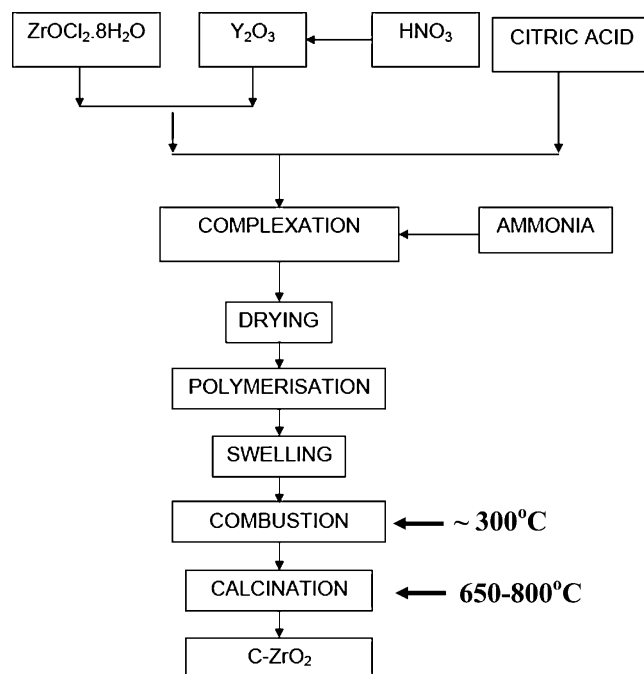 ZrOCl₂.8H₂O
Y₂O₃
HNO₃
CITRIC ACID
COMPLEXATION
AMMONIA
DRYING
POLYMERISATION
SWELLING
COMBUSTION
~ 300°C
CALCINATION
650-800°C
C-ZrO₂